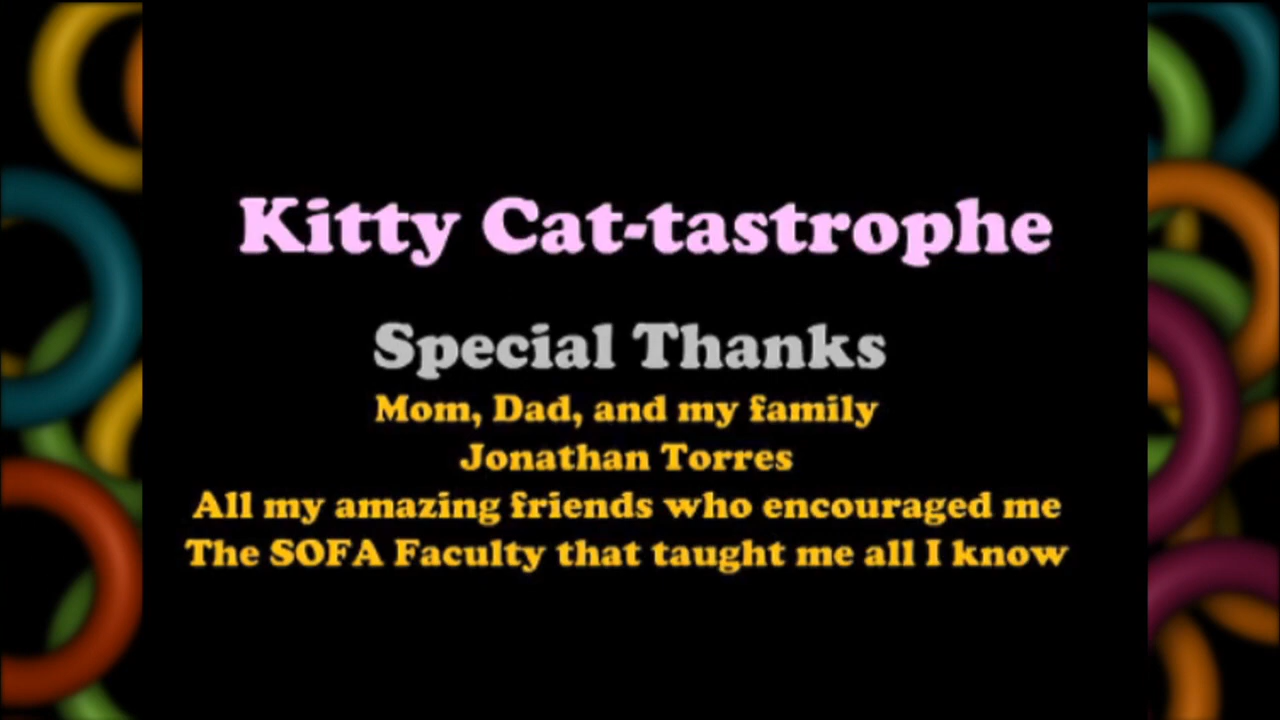 Kitty Cat-tastrophe
Special Thanks
Mom, Dad, and my family
Jonathan Torres
All my amazing friends who encouraged me
The SOFA Faculty that taught me all I know